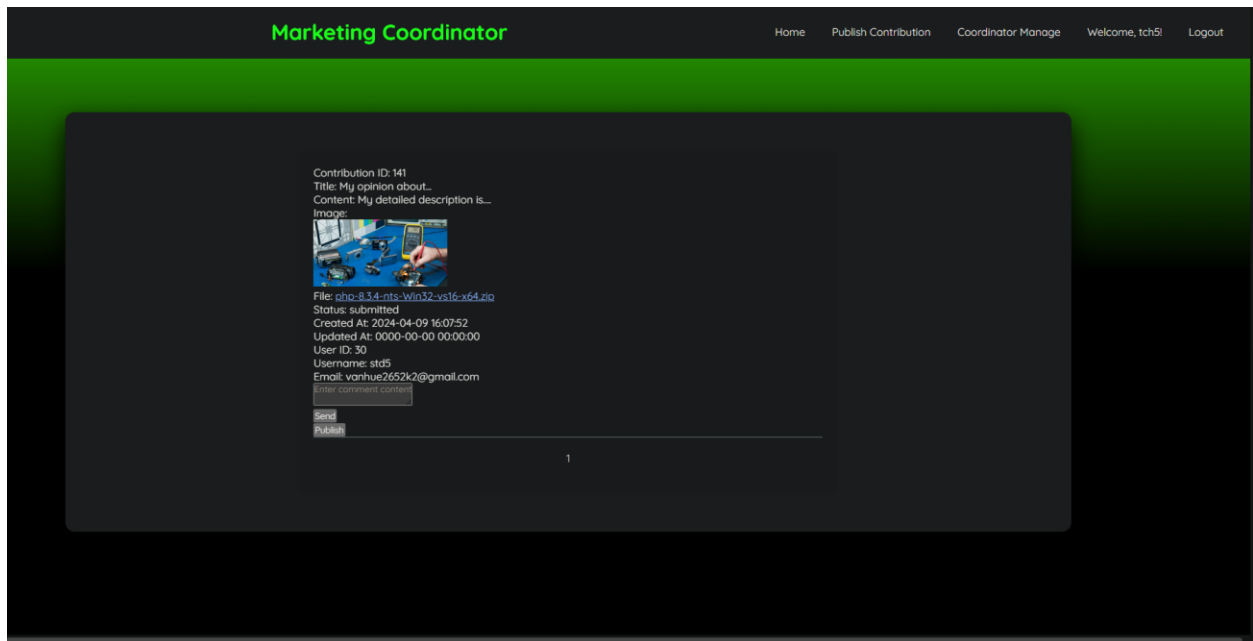 Marketing Coordinator
Home Publish Contribution Coordinator Manage Welcome, tch5! Logout
Contribution ID: 141
Title: My opinion about...
Content: My detailed description is....
Image:
File: php-8.3.4-nts-Win32-vs16-x64.zip
Status: submitted
Created At: 2024-04-09 16:07:52
Updated At: 0000-00-00 00:00:00
User ID: 30
Username: std5
Email: vanhue2652k2@gmail.com
Enter comment content
Send
Publish
1